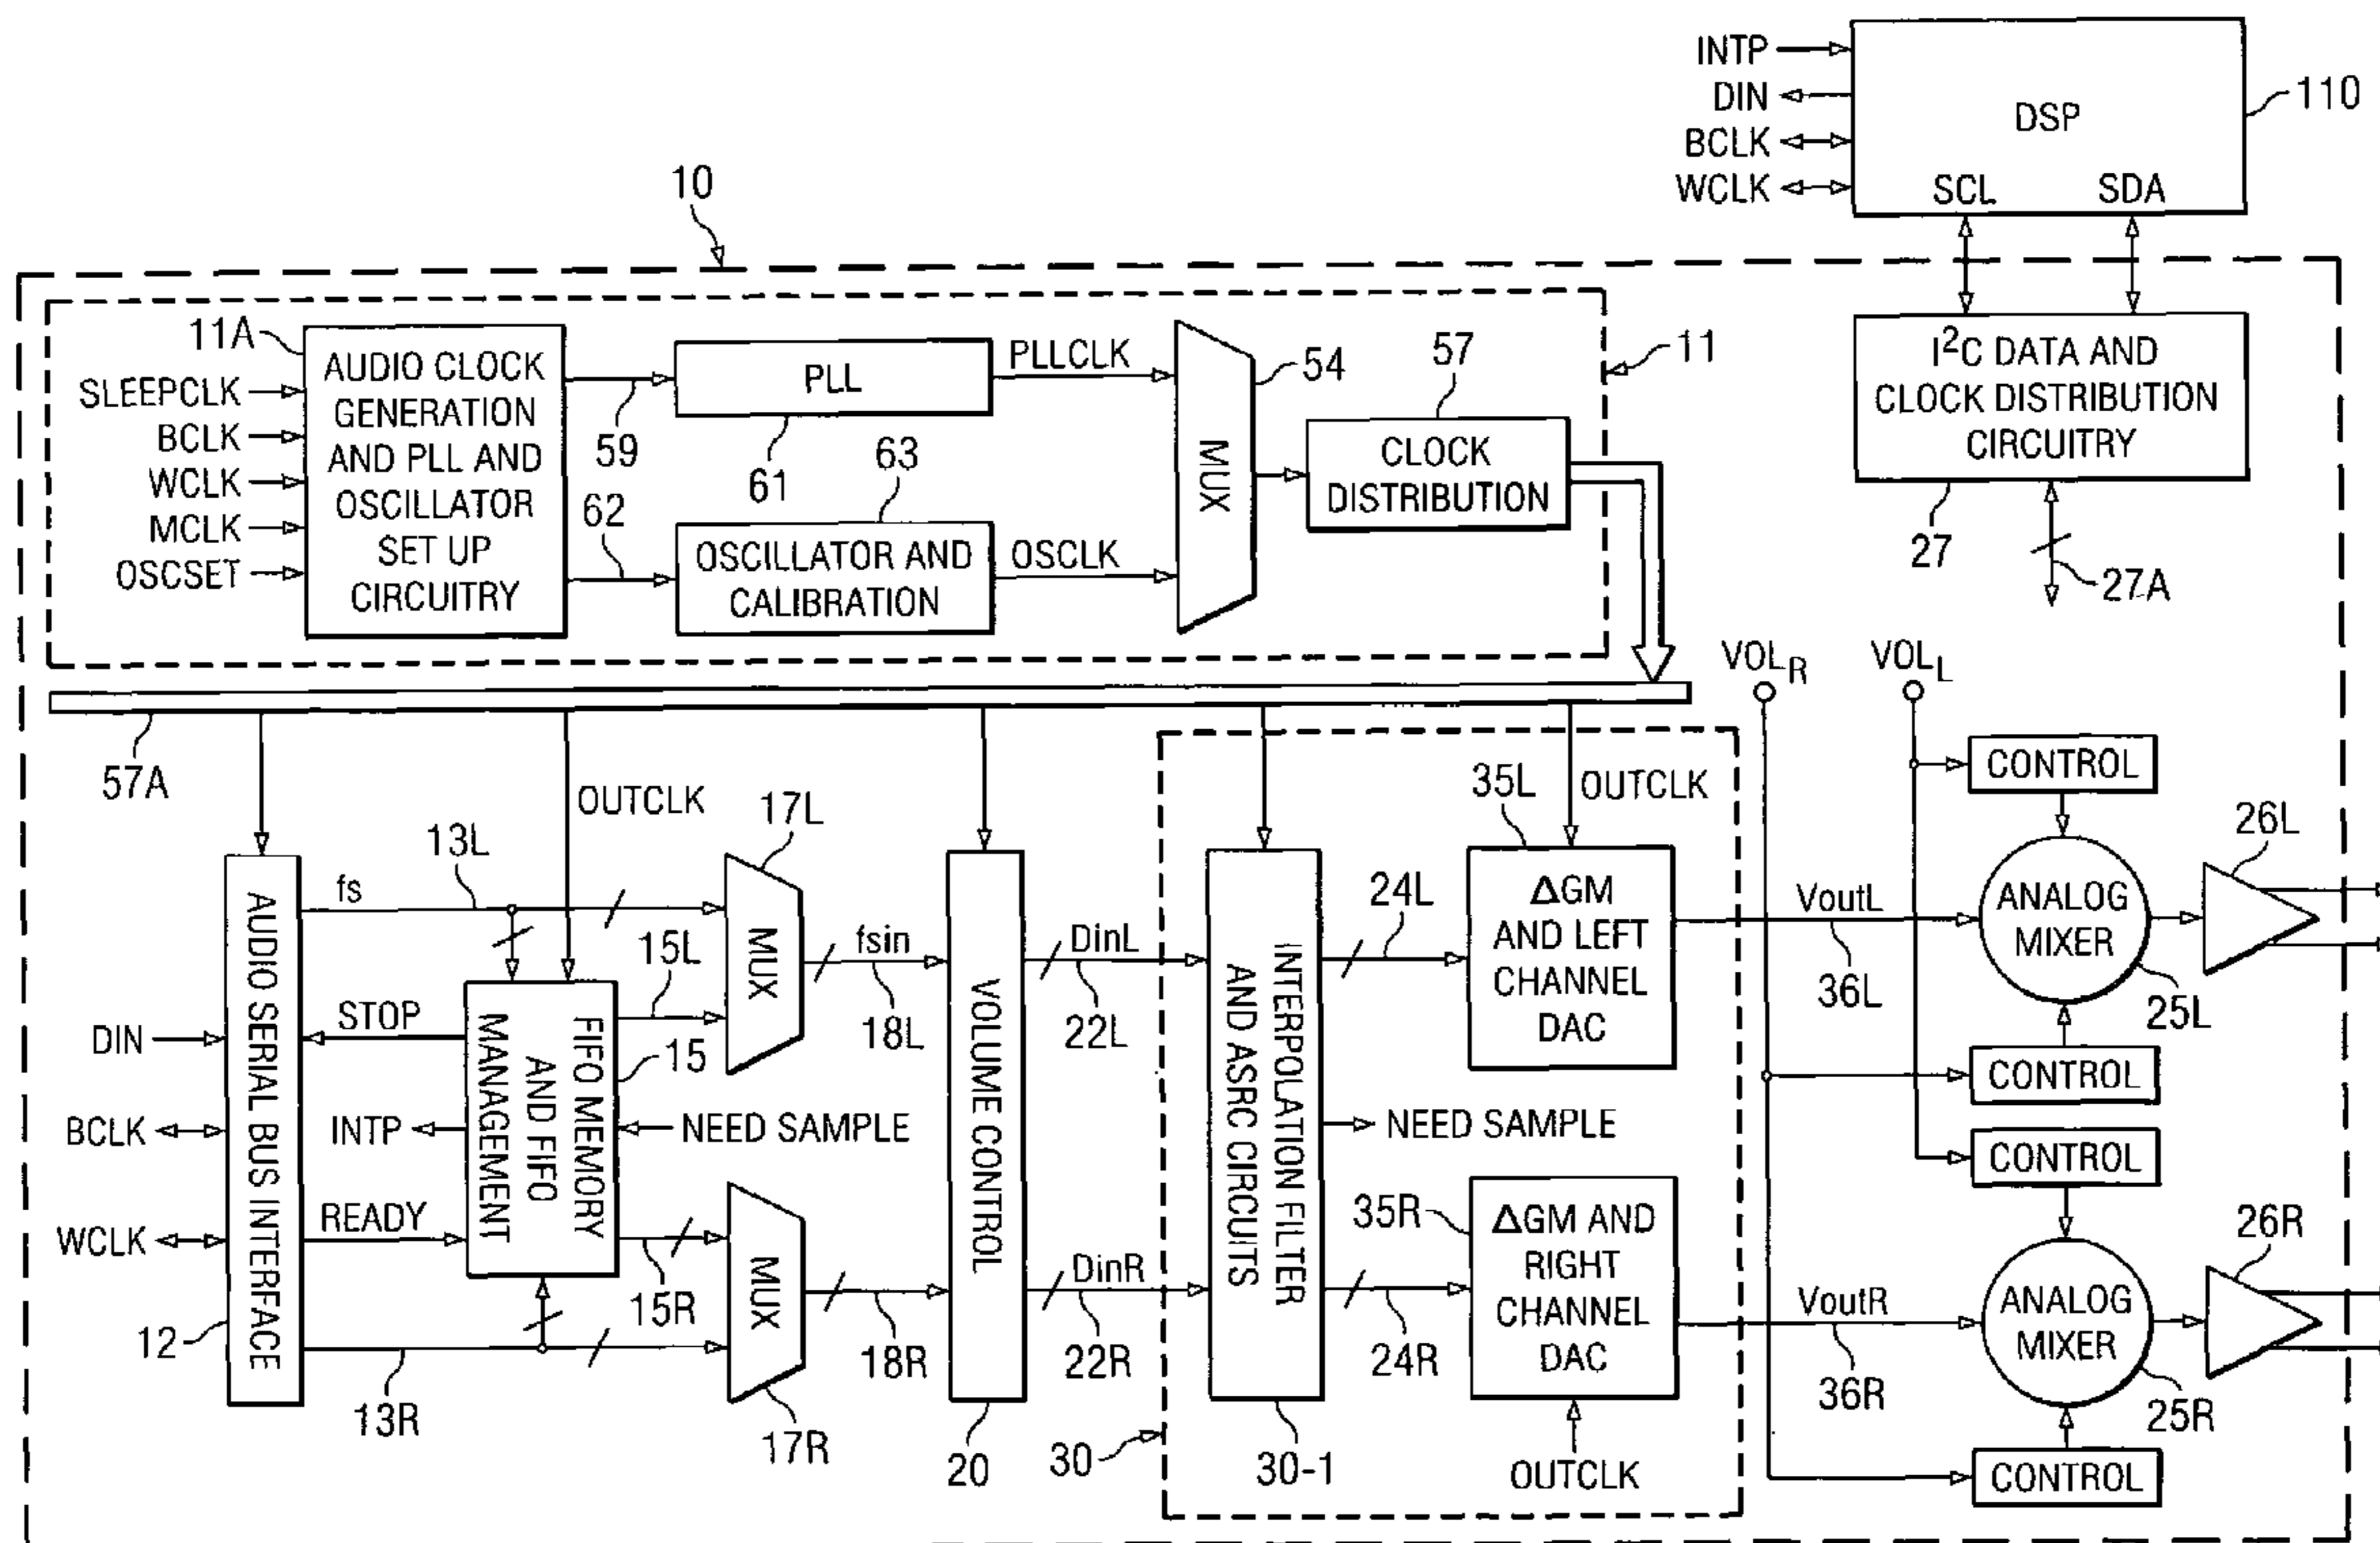 INTP
DIN
BCLK
WCLK
DSP
SCL
SDA
110
10
11A
SLEEPCLK
BCLK
WCLK
MCLK
OSCSET
AUDIO CLOCK
GENERATION
AND PLL AND
OSCILLATOR
SET UP
CIRCUITRY
59
62
PLL
61
63
OSCILLATOR AND
CALIBRATION
PLLCLK
OSCLK
MUX
54
57
CLOCK
DISTRIBUTION
11
I²C DATA AND
CLOCK DISTRIBUTION
CIRCUITRY
27
27A
VOLR
VOLL
57A
OUTCLK
13L
fs
AUDIO SERIAL BUS INTERFACE
12
DIN
BCLK
WCLK
STOP
INTP
READY
13R
FIFO MEMORY
AND FIFO
MANAGEMENT
15
15L
NEED SAMPLE
15R
17L
MUX
MUX
17R
fsin
18L
18R
VOLUME CONTROL
20
DinL
22L
DinR
22R
30
INTERPOLATION FILTER
AND ASRC CIRCUITS
30-1
24L
NEED SAMPLE
24R
35L
OUTCLK
ΔGM
AND LEFT
CHANNEL
DAC
35R
ΔGM AND
RIGHT
CHANNEL
DAC
OUTCLK
VoutL
36L
VoutR
36R
CONTROL
ANALOG
MIXER
25L
26L
CONTROL
CONTROL
ANALOG
MIXER
25R
26R
CONTROL